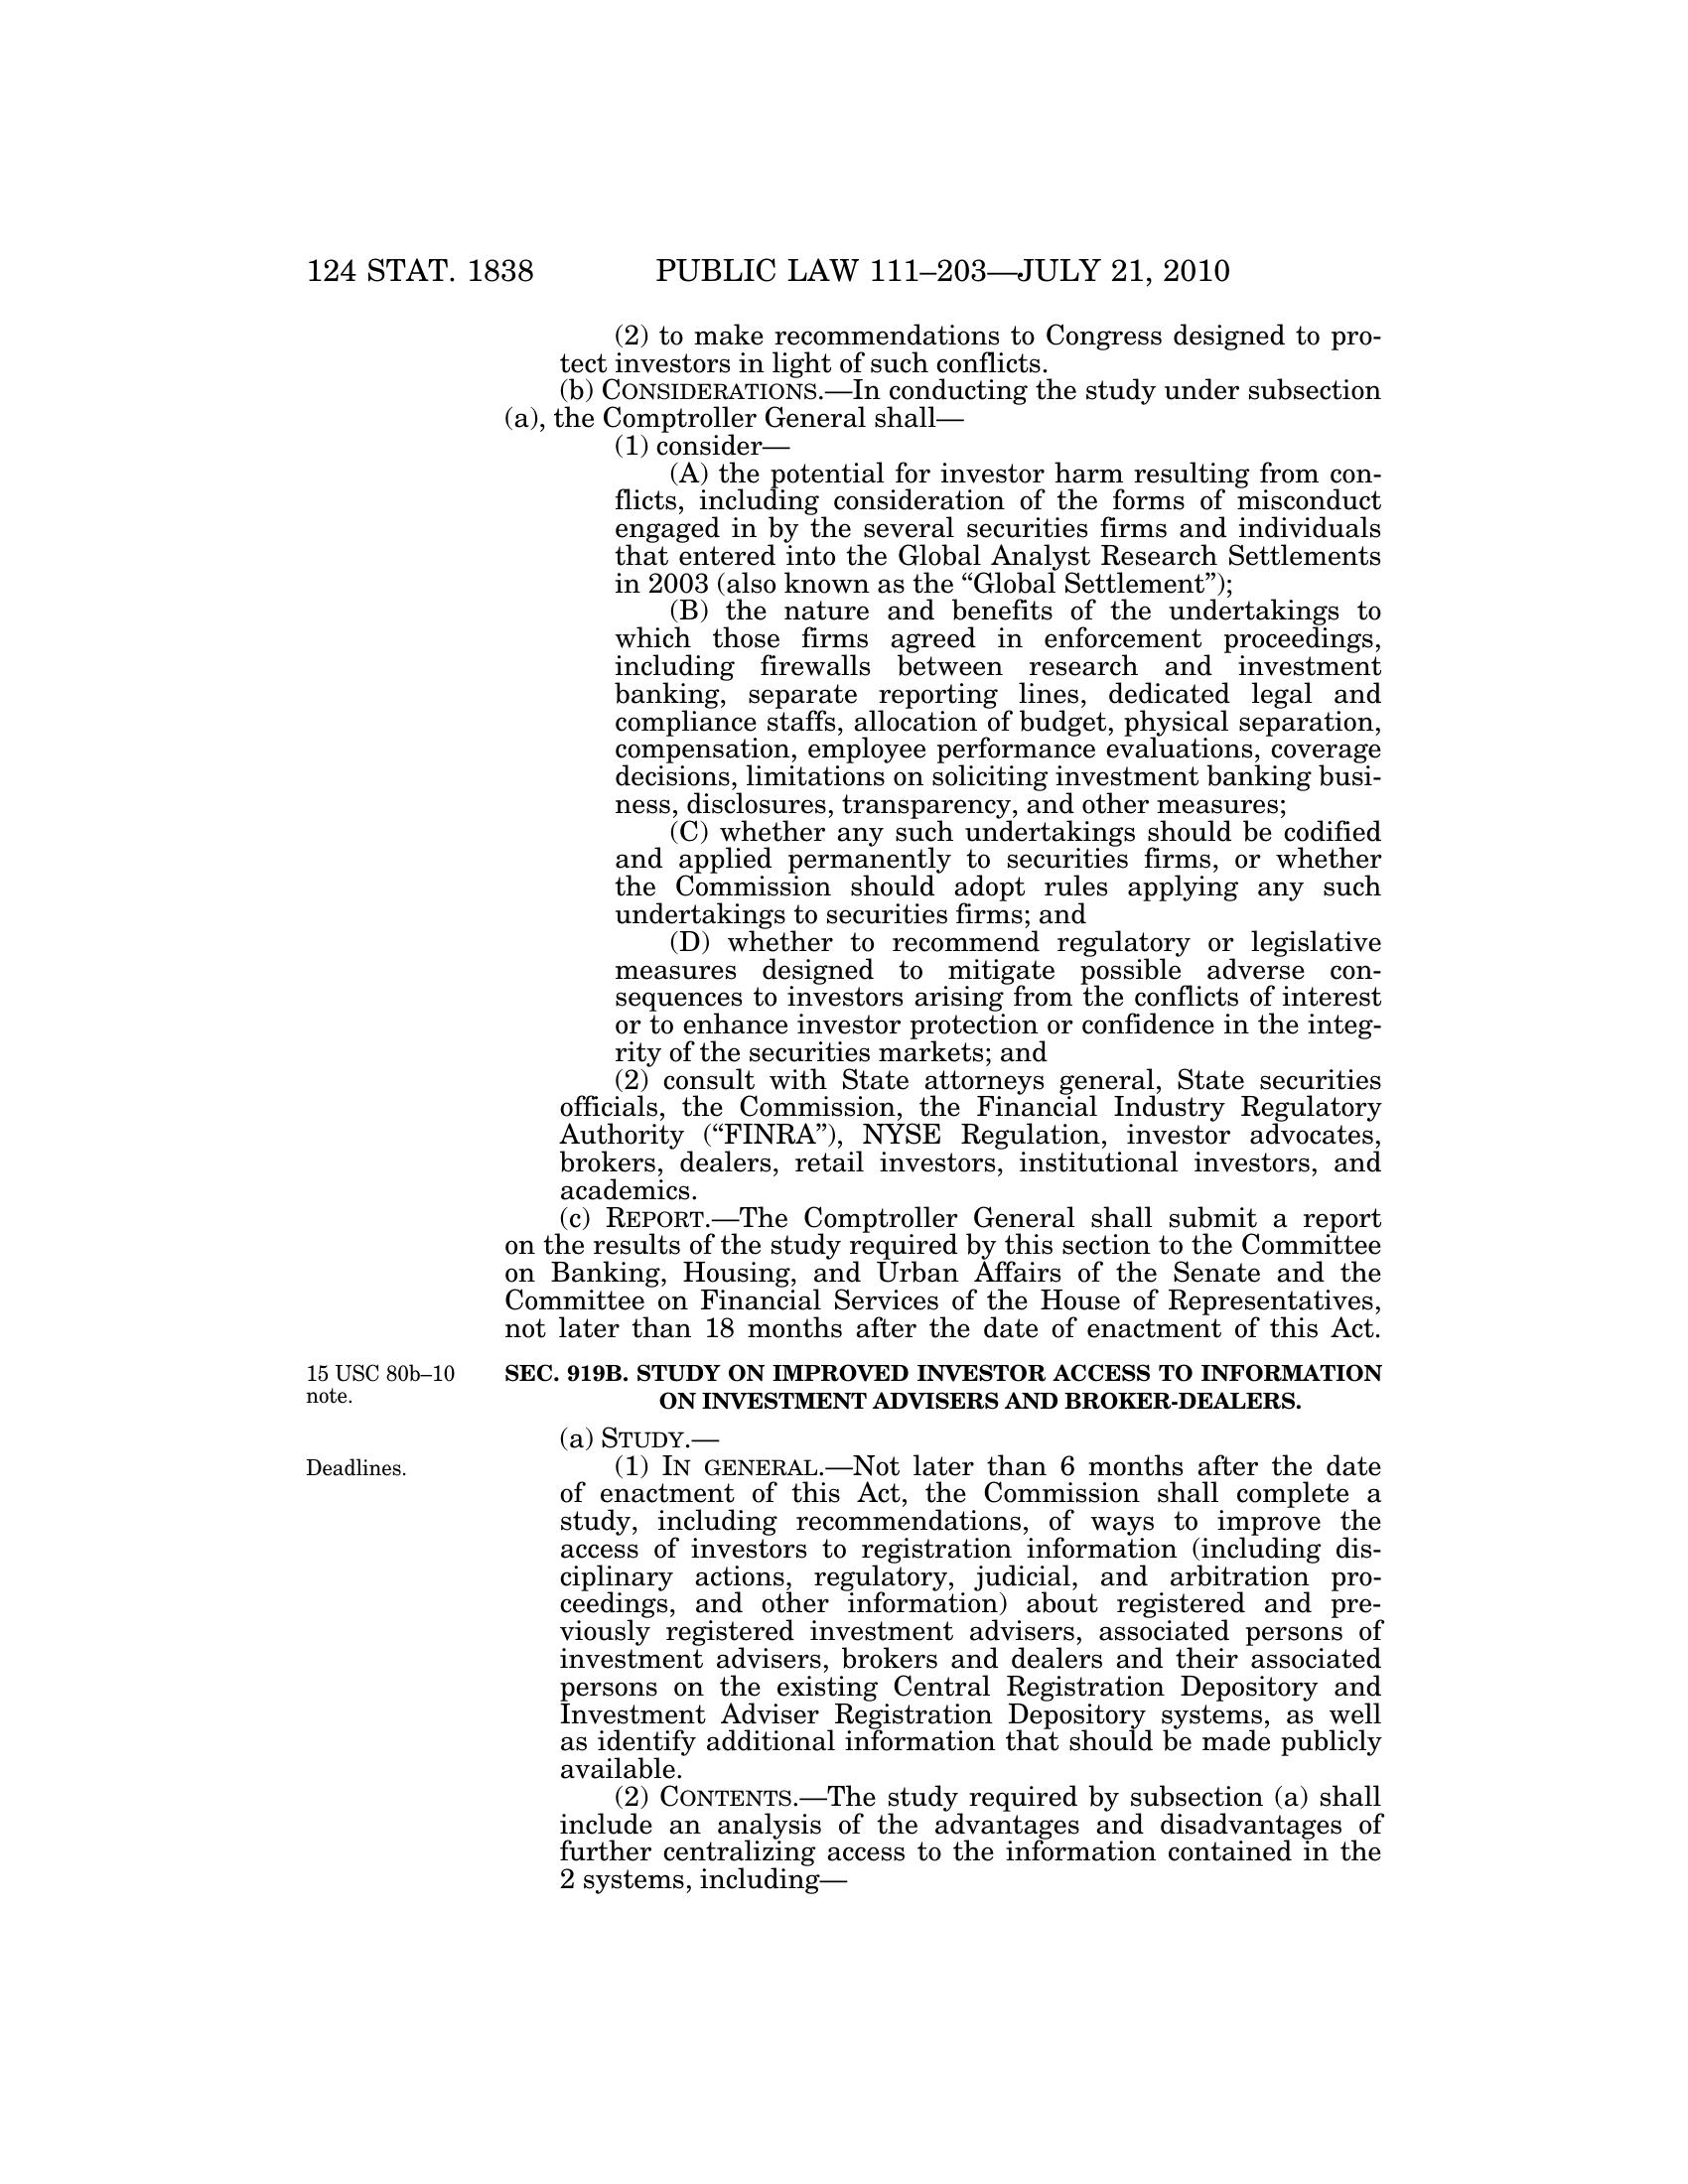 124 STAT. 1838 PUBLIC LAW 111–203—JULY 21, 2010
(2) to make recommendations to Congress designed to pro-
tect investors in light of such conflicts.
(b) CONSIDERATIONS.—In conducting the study under subsection
(a), the Comptroller General shall—
(1) consider—
(A) the potential for investor harm resulting from con-
flicts, including consideration of the forms of misconduct
engaged in by the several securities firms and individuals
that entered into the Global Analyst Research Settlements
in 2003 (also known as the “Global Settlement”);
(B) the nature and benefits of the undertakings to
which those firms agreed in enforcement proceedings,
including firewalls between research and investment
banking, separate reporting lines, dedicated legal and
compliance staffs, allocation of budget, physical separation,
compensation, employee performance evaluations, coverage
decisions, limitations on soliciting investment banking busi-
ness, disclosures, transparency, and other measures;
(C) whether any such undertakings should be codified
and applied permanently to securities firms, or whether
the Commission should adopt rules applying any such
undertakings to securities firms; and
(D) whether to recommend regulatory or legislative
measures designed to mitigate possible adverse con-
sequences to investors arising from the conflicts of interest
or to enhance investor protection or confidence in the integ-
rity of the securities markets; and
(2) consult with State attorneys general, State securities
officials, the Commission, the Financial Industry Regulatory
Authority (“FINRA”), NYSE Regulation, investor advocates,
brokers, dealers, retail investors, institutional investors, and
academics.
(c) REPORT.—The Comptroller General shall submit a report
on the results of the study required by this section to the Committee
on Banking, Housing, and Urban Affairs of the Senate and the
Committee on Financial Services of the House of Representatives,
not later than 18 months after the date of enactment of this Act.
15 USC 80b–10
note.
SEC. 919B. STUDY ON IMPROVED INVESTOR ACCESS TO INFORMATION
ON INVESTMENT ADVISERS AND BROKER-DEALERS.
(a) STUDY.—
Deadlines.
(1) IN GENERAL.—Not later than 6 months after the date
of enactment of this Act, the Commission shall complete a
study, including recommendations, of ways to improve the
access of investors to registration information (including dis-
ciplinary actions, regulatory, judicial, and arbitration pro-
ceedings, and other information) about registered and pre-
viously registered investment advisers, associated persons of
investment advisers, brokers and dealers and their associated
persons on the existing Central Registration Depository and
Investment Adviser Registration Depository systems, as well
as identify additional information that should be made publicly
available.
(2) CONTENTS.—The study required by subsection (a) shall
include an analysis of the advantages and disadvantages of
further centralizing access to the information contained in the
2 systems, including—